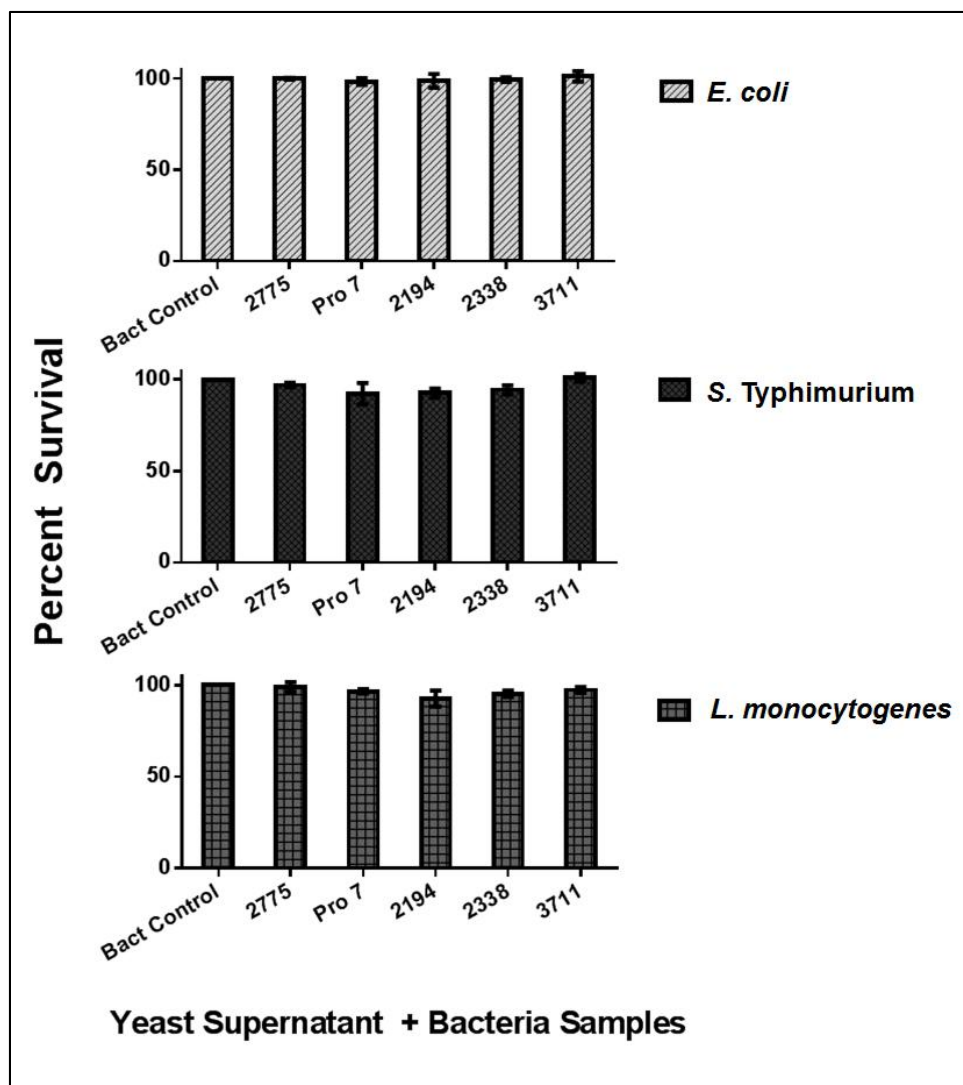 Percent Survival
100
50
0
Bact Control 2775 Pro 7 2194 2338 3711
E. coli
100
50
0
Bact Control 2775 Pro 7 2194 2338 3711
S. Typhimurium
100
50
0
Bact Control 2775 Pro 7 2194 2338 3711
L. monocytogenes
Yeast Supernatant + Bacteria Samples